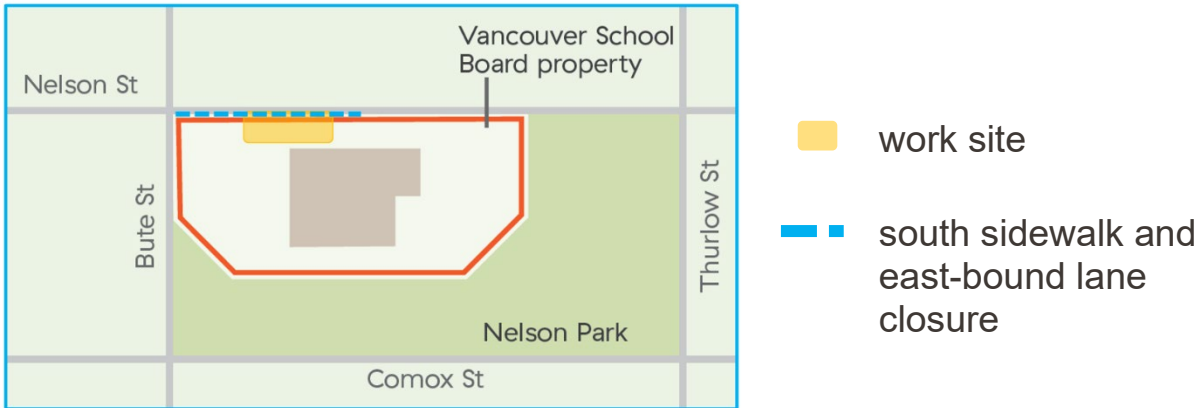 Vancouver School
Board property
Nelson St
Bute St
Thurlow St
Nelson Park
Comox St
work site
south sidewalk and
east-bound lane
closure